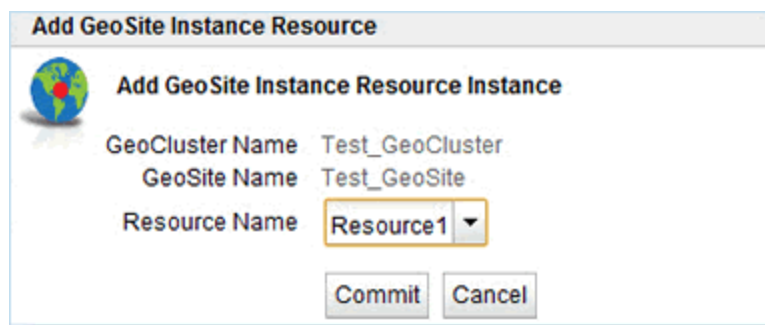 Add GeoSite Instance Resource
Add GeoSite Instance Resource Instance
GeoCluster Name Test_GeoCluster
GeoSite Name Test_GeoSite
Resource Name Resource1
Commit Cancel